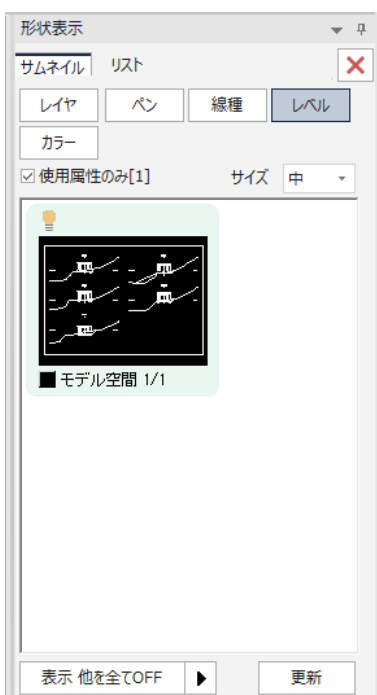 形状表示
サムネイル リスト
レイヤ ペン 線種 レベル
カラー
使用属性のみ[1] サイズ 中
モデル空間 1/1
表示 他を全てOFF 更新